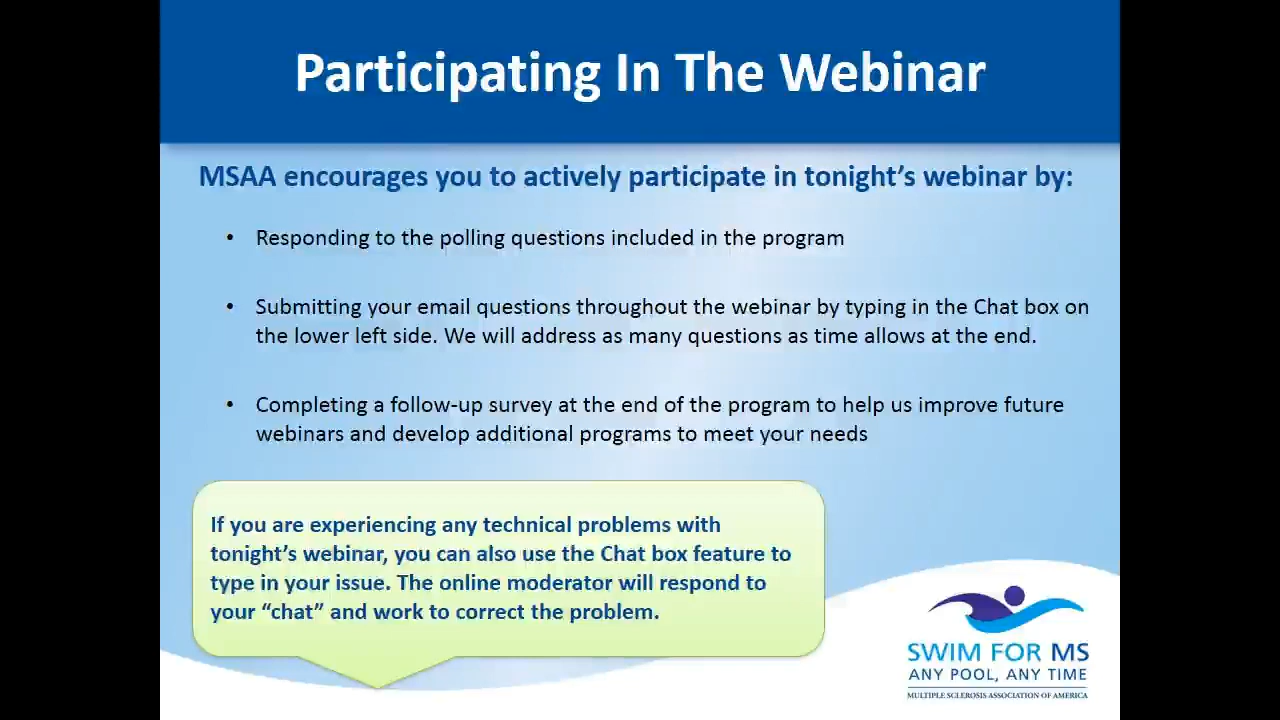 Participating In The Webinar
MSAA encourages you to actively participate in tonight's webinar by:
• Responding to the polling questions included in the program
• Submitting your email questions throughout the webinar by typing in the Chat box on
the lower left side. We will address as many questions as time allows at the end.
• Completing a follow-up survey at the end of the program to help us improve future
webinars and develop additional programs to meet your needs
If you are experiencing any technical problems with
tonight's webinar, you can also use the Chat box feature to
type in your issue. The online moderator will respond to
your “chat” and work to correct the problem.
SWIM FOR MS
ANY POOL, ANY TIME
MULTIPLE SCLEROSIS ASSOCIATION OF AMERICA